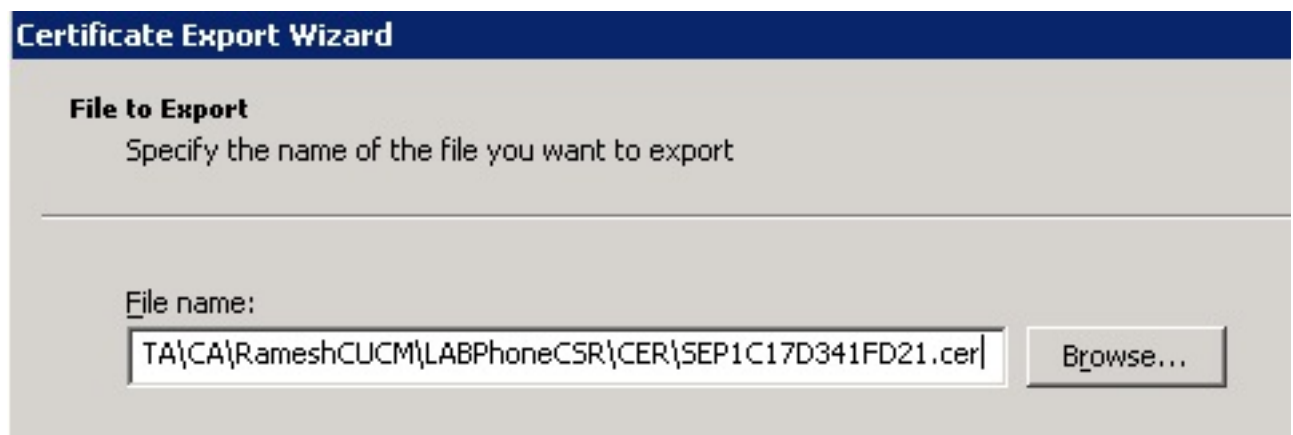 Certificate Export Wizard
File to Export
Specify the name of the file you want to export
File name:
TA\CA\RameshCUCM\LABPhoneCSR\CER\SEP1C17D341FD21.cer
Browse...